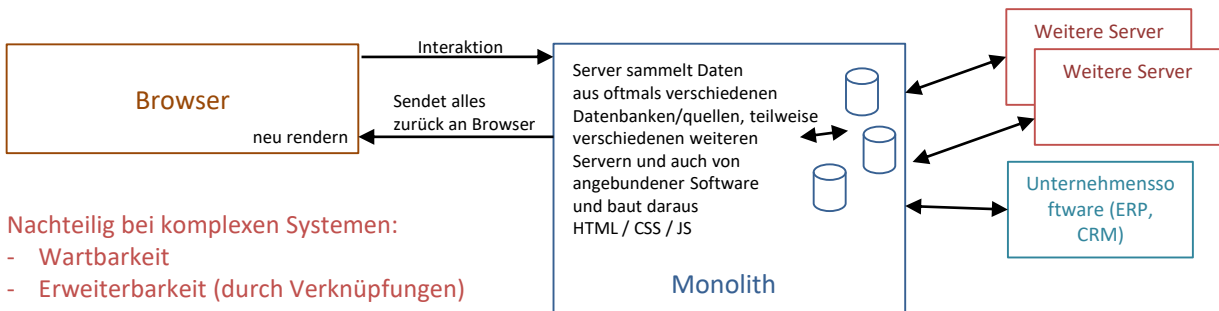 Browser
neu rendern
Interaktion
Sendet alles
zurück an Browser
Server sammelt Daten
aus oftmals verschiedenen
Datenbanken/quellen, teilweise
verschiedenen weiteren
Servern und auch von
angebundener Software
und baut daraus
HTML / CSS / JS
Monolith
Weitere Server
Weitere Server
Unternehmensso
ftware (ERP,
CRM)
Nachteilig bei komplexen Systemen:
- Wartbarkeit
- Erweiterbarkeit (durch Verknüpfungen)